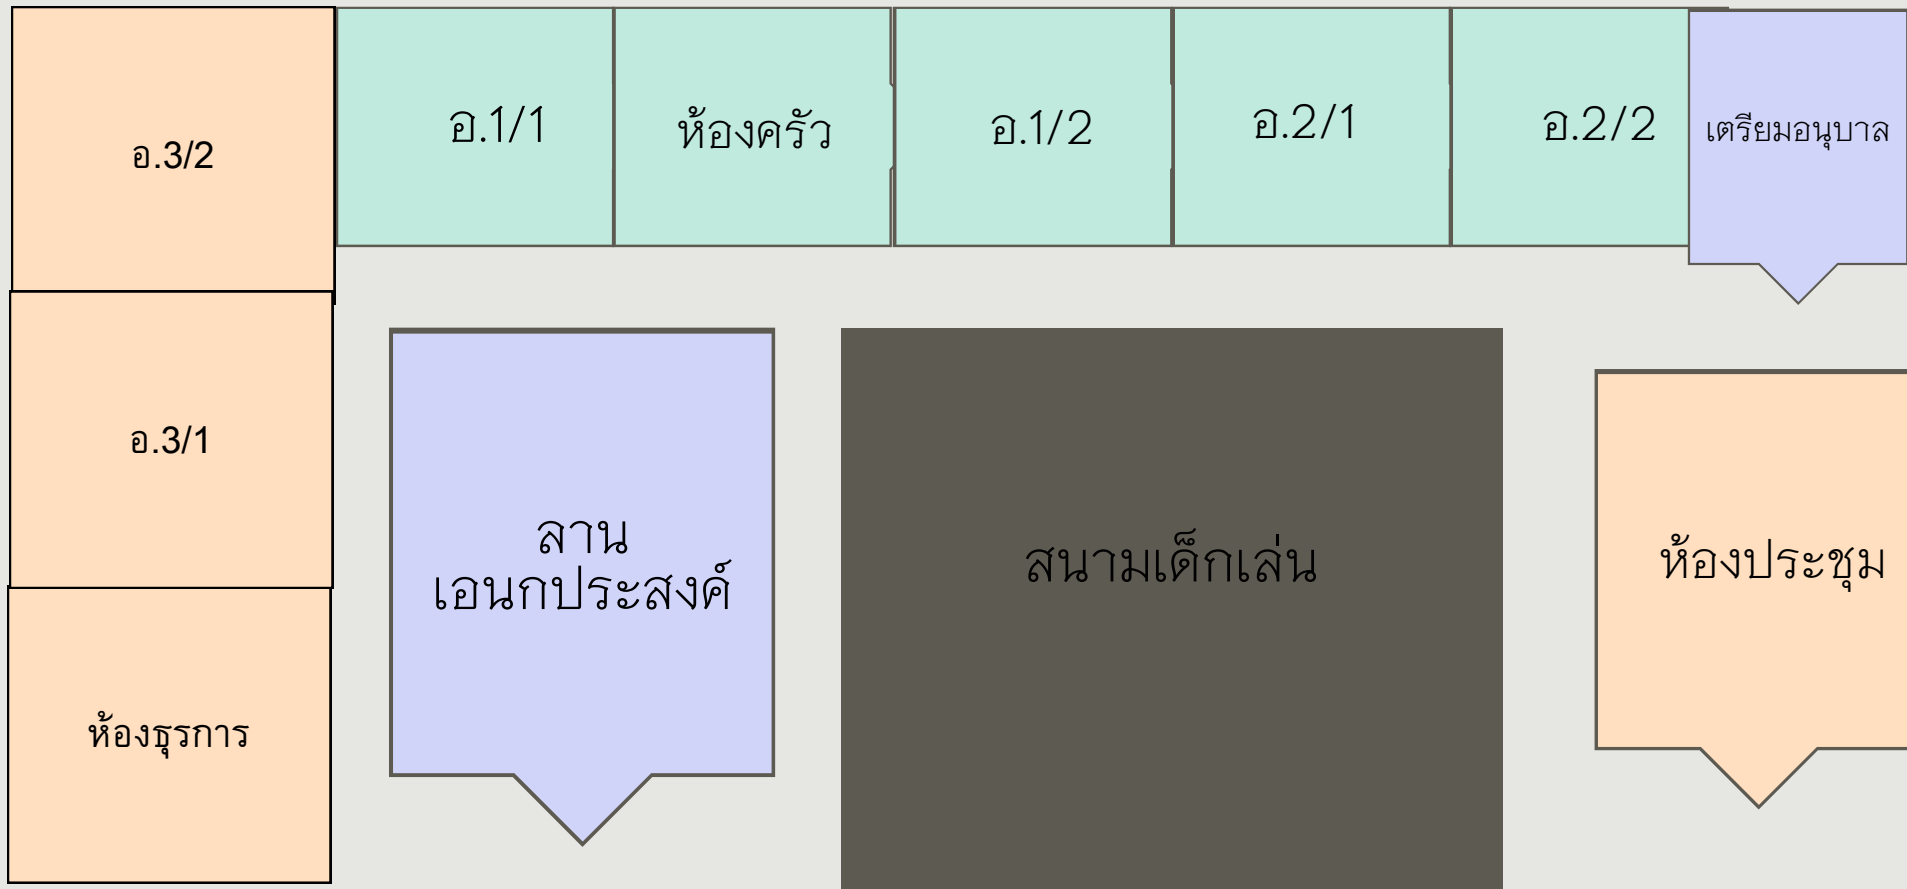 อ.3/2
อ.1/1
ห้องครัว
อ.1/2
อ.2/1
อ.2/2
เตรียมอนุบาล
อ.3/1
ลาน
เอนกประสงค์
สนามเด็กเล่น
ห้องประชุม
ห้องธุรการ